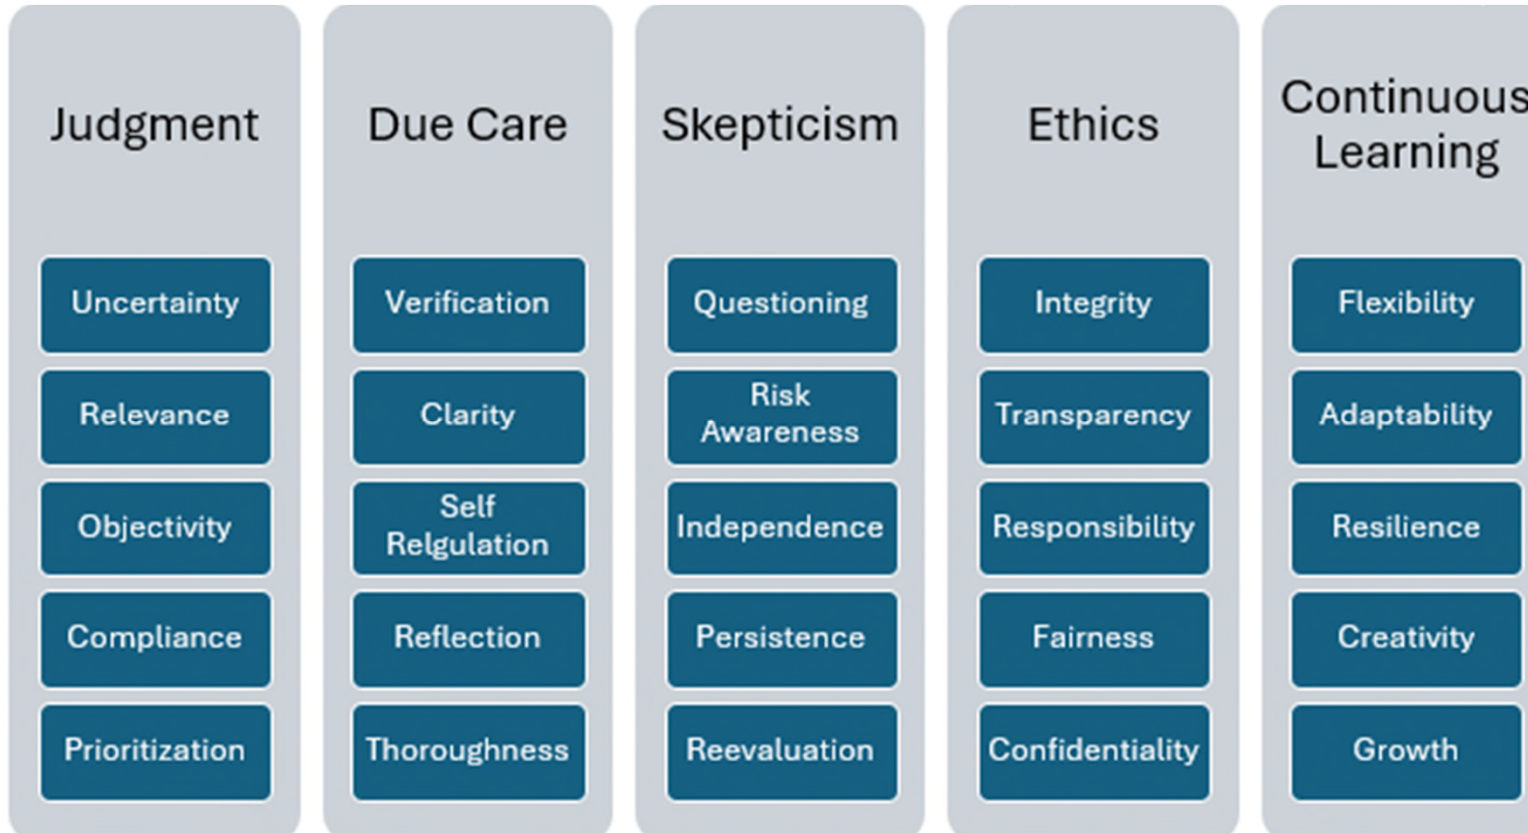 Judgment
Uncertainty
Relevance
Objectivity
Compliance
Prioritization
Due Care
Verification
Clarity
Self
Relgulation
Reflection
Thoroughness
Skepticism
Questioning
Risk
Awareness
Independence
Persistence
Reevaluation
Ethics
Integrity
Transparency
Responsibility
Fairness
Confidentiality
Continuous
Learning
Flexibility
Adaptability
Resilience
Creativity
Growth